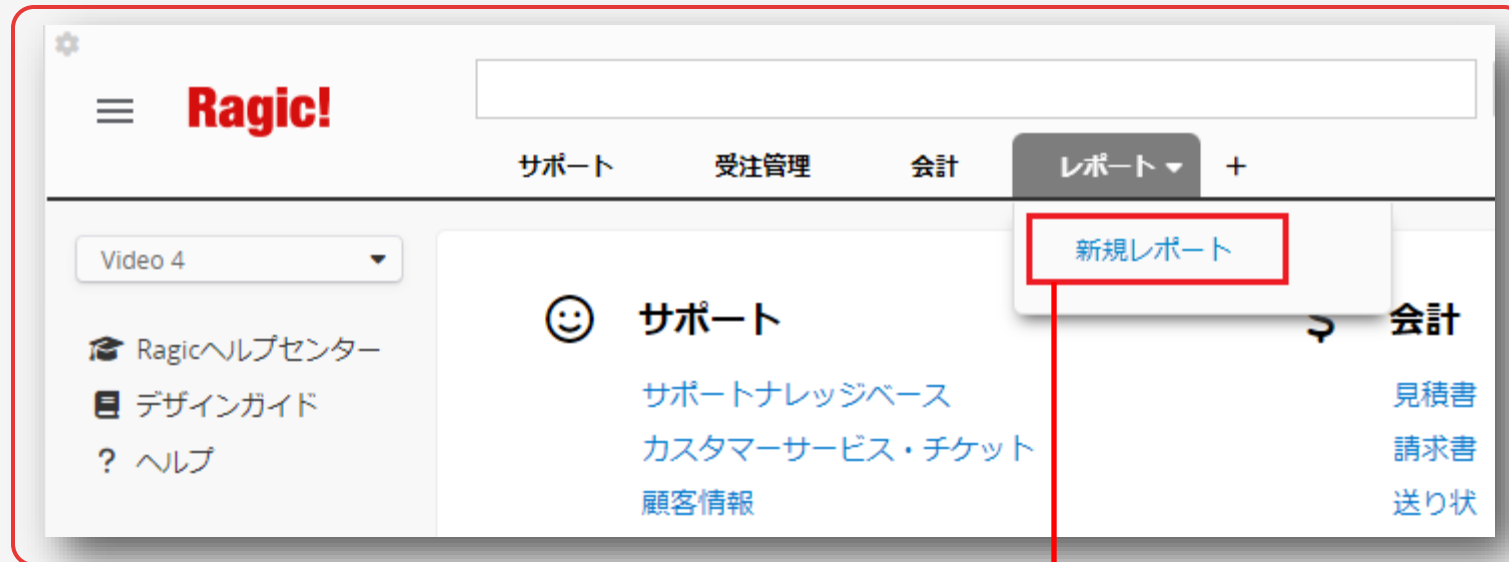 Ragic!
サポート 受注管理 会計 レポート +
新規レポート
Video 4
Ragicヘルプセンター
デザインガイド
? ヘルプ
サポート
サポートナレッジベース
カスタマーサービス・チケット
顧客情報
$ 会計
見積書
請求書
送り状